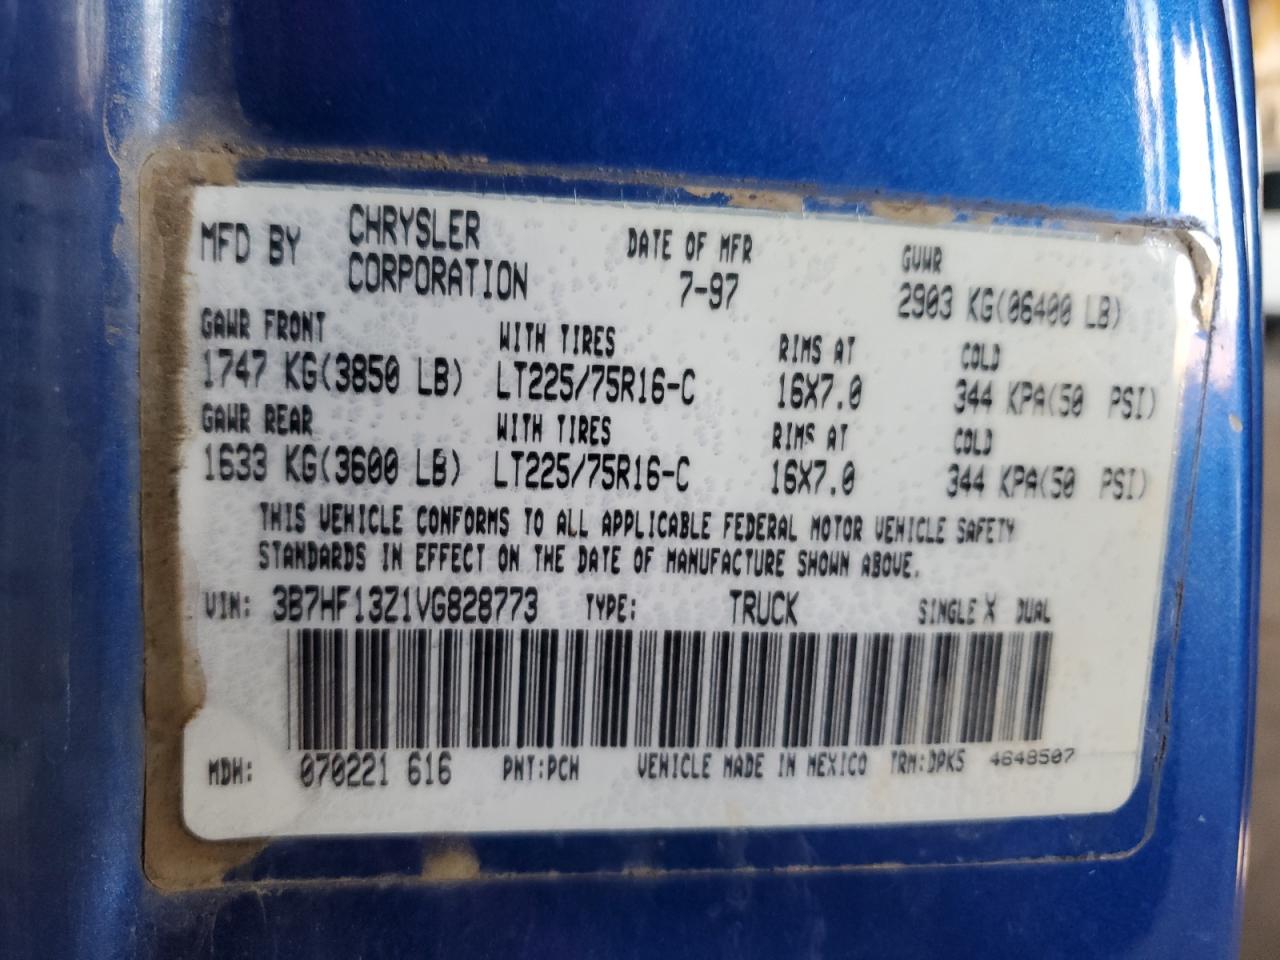 MFD BY CHRYSLER CORPORATION DATE OF MFR 7-97 GVWR 2903 KG(06400 LB)
GAWR FRONT WITH TIRES RIMS AT COLD
1747 KG(3850 LB) LT225/75R16-C 16X7.0 344 KPA(50 PSI)
GAWR REAR WITH TIRES RIMS AT COLD
1633 KG(3600 LB) LT225/75R16-C 16X7.0 344 KPA(50 PSI)
THIS VEHICLE CONFORMS TO ALL APPLICABLE FEDERAL MOTOR VEHICLE SAFETY
STANDARDS IN EFFECT ON THE DATE OF MANUFACTURE SHOWN ABOVE.
VIN: 3B7HF13Z1VG828773 TYPE: TRUCK SINGLE X DUAL
MDH: 070221 616 PNT:PCH VEHICLE MADE IN MEXICO TRM:DPK5 4648507